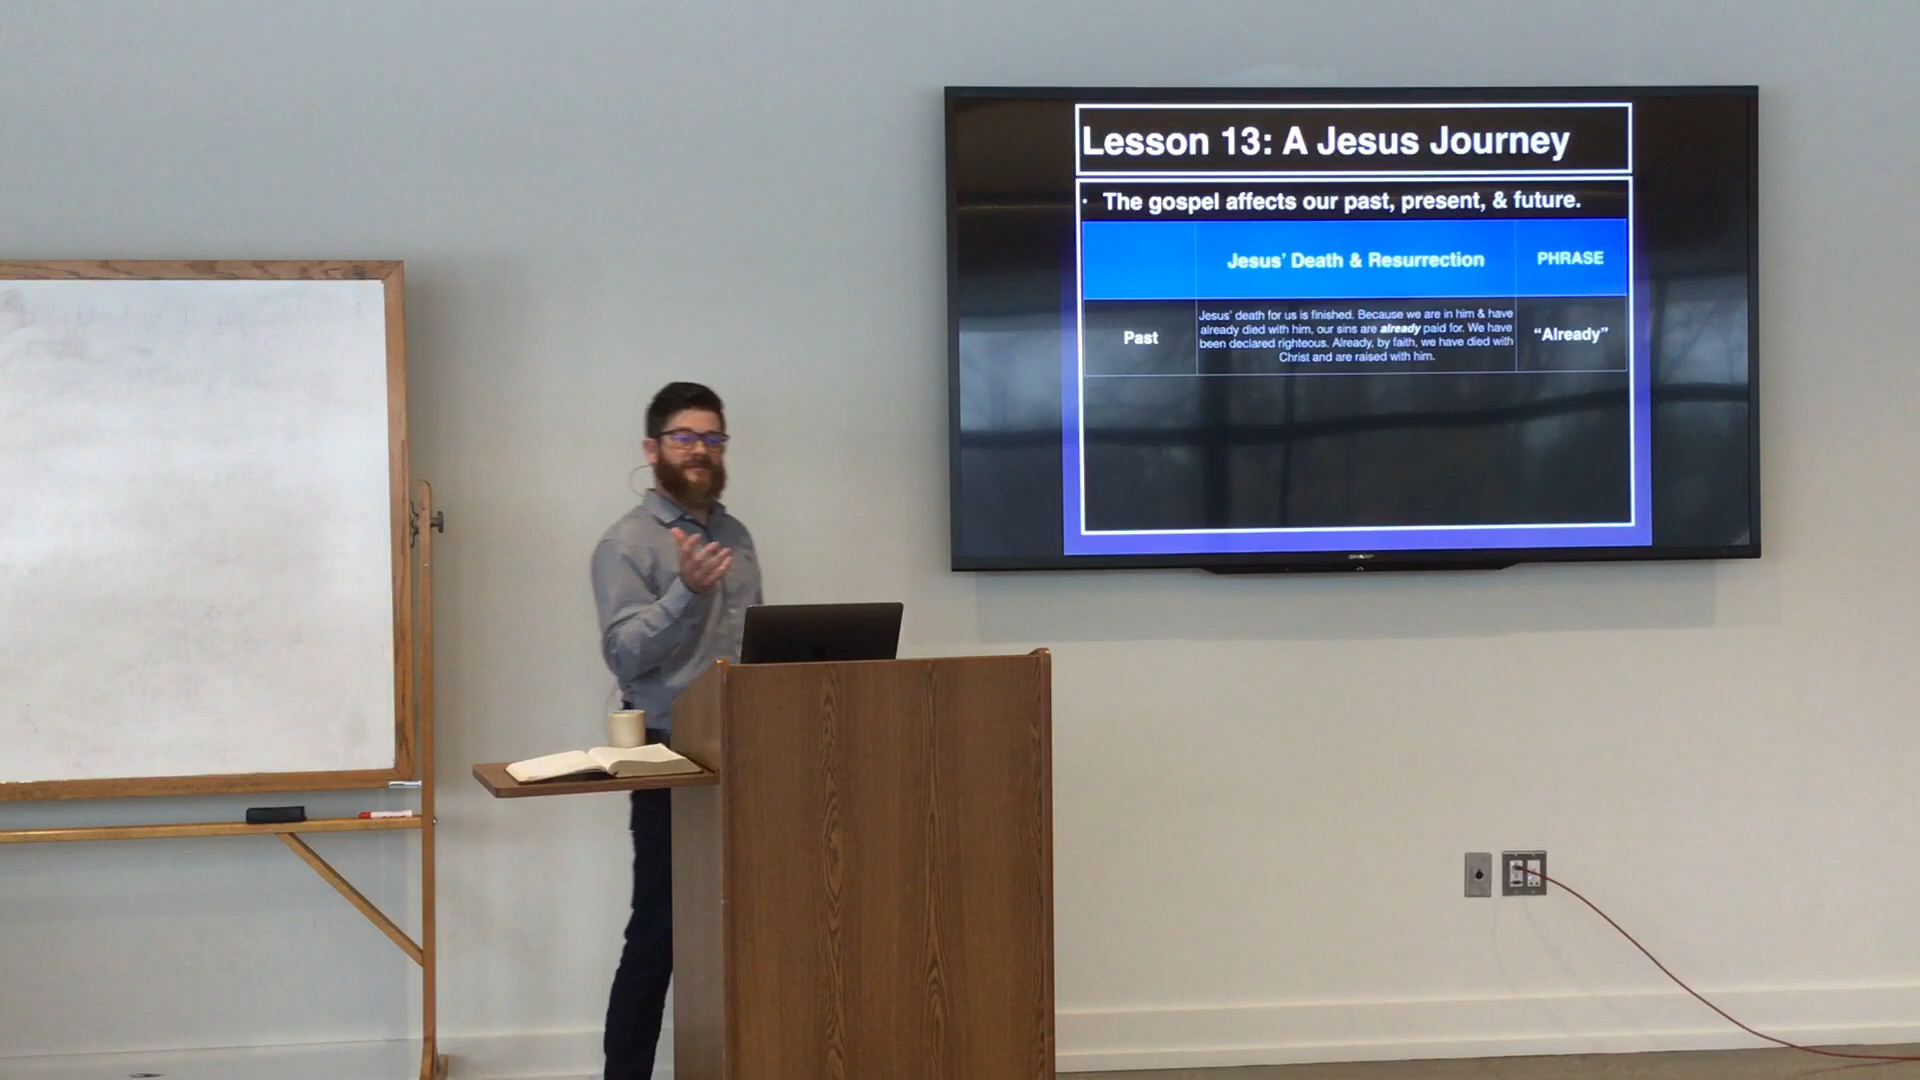 Lesson 13: A Jesus Journey
• The gospel affects our past, present, & future.
Jesus' Death & Resurrection
PHRASE
Past
Jesus' death for us is finished. Because we are in him & have
already died with him, our sins are already paid for. We have
been declared righteous. Already, by faith, we have died with
Christ and are raised with him.
“Already”